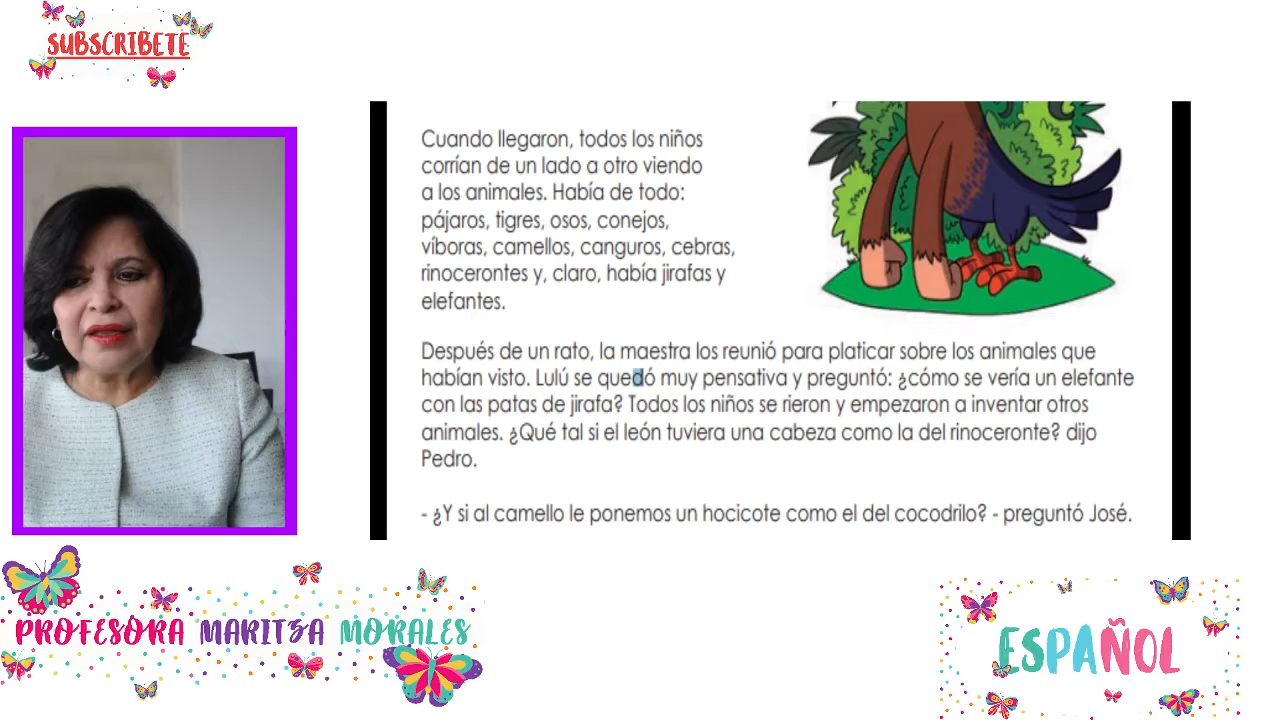 SUBSCRIBETE
Cuando llegaron, todos los niños
corrían de un lado a otro viendo
a los animales. Había de todo:
pájaros, tigres, osos, conejos,
víboras, camellos, canguros, cebras,
rinocerontes y, claro, había jirafas y
elefantes.
Después de un rato, la maestra los reunió para platicar sobre los animales que
habían visto. Lulú se quedó muy pensativa y preguntó: ¿cómo se vería un elefante
con las patas de jirafa? Todos los niños se rieron y empezaron a inventar otros
animales. ¿Qué tal si el león tuviera una cabeza como la del rinoceronte? dijo
Pedro.
- ¿Y si al camello le ponemos un hocicote como el del cocodrilo? - preguntó José.
PROFESORA MARITZA MORALES
ESPAÑOL